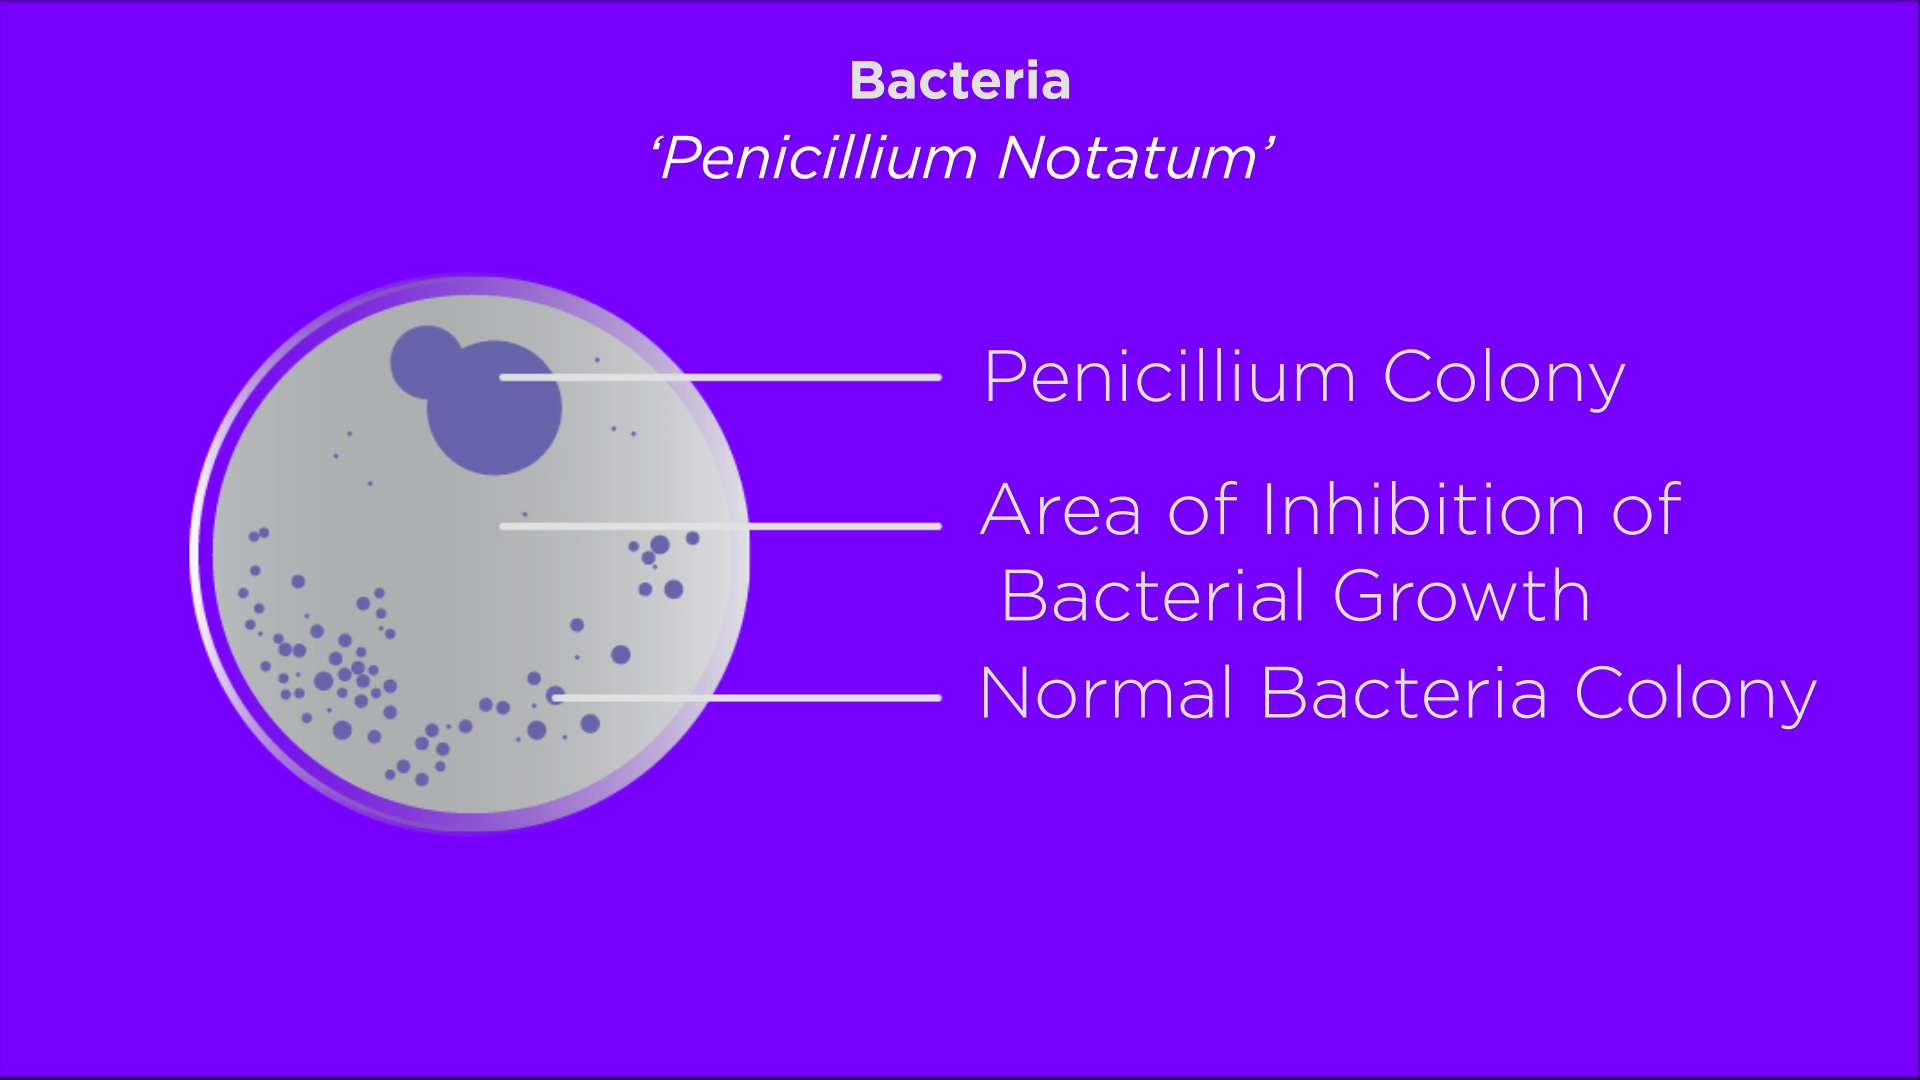 Bacteria
‘Penicillium Notatum’
Penicillium Colony
Area of Inhibition of
Bacterial Growth
Normal Bacteria Colony